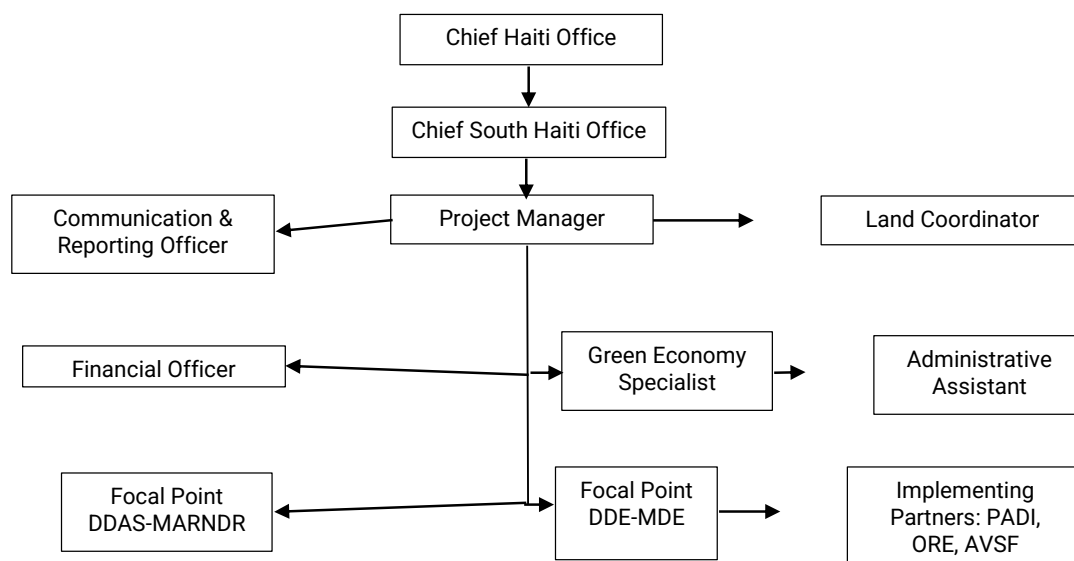 Chief Haiti Office
Chief South Haiti Office
Communication &
Reporting Officer
Project Manager
Land Coordinator
Financial Officer
Green Economy
Specialist
Administrative
Assistant
Focal Point
DDAS-MARNDR
Focal Point
DDE-MDE
Implementing
Partners: PADI,
ORE, AVSF